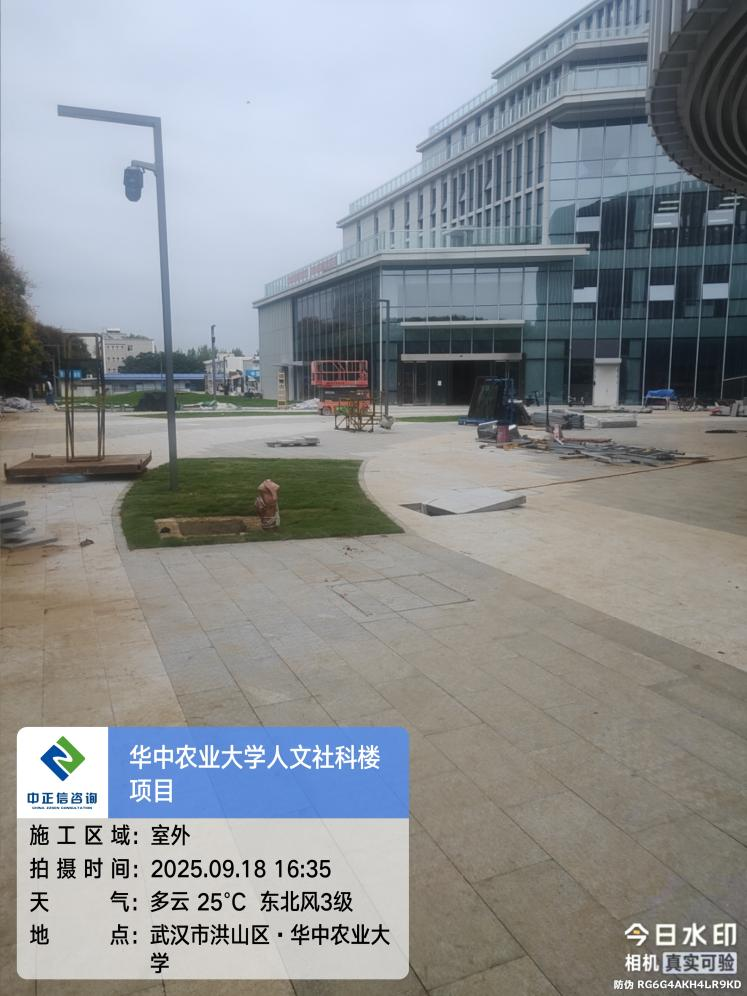 华中农业大学人文社科楼
项目
中正信咨询
施工区域：室外
拍摄时间：2025.09.18 16:35
天气：多云 25℃ 东北风3级
地点：武汉市洪山区·华中农业大
学
今日水印
相机 真实可验
防伪 RG6G4AKH4LR9KD